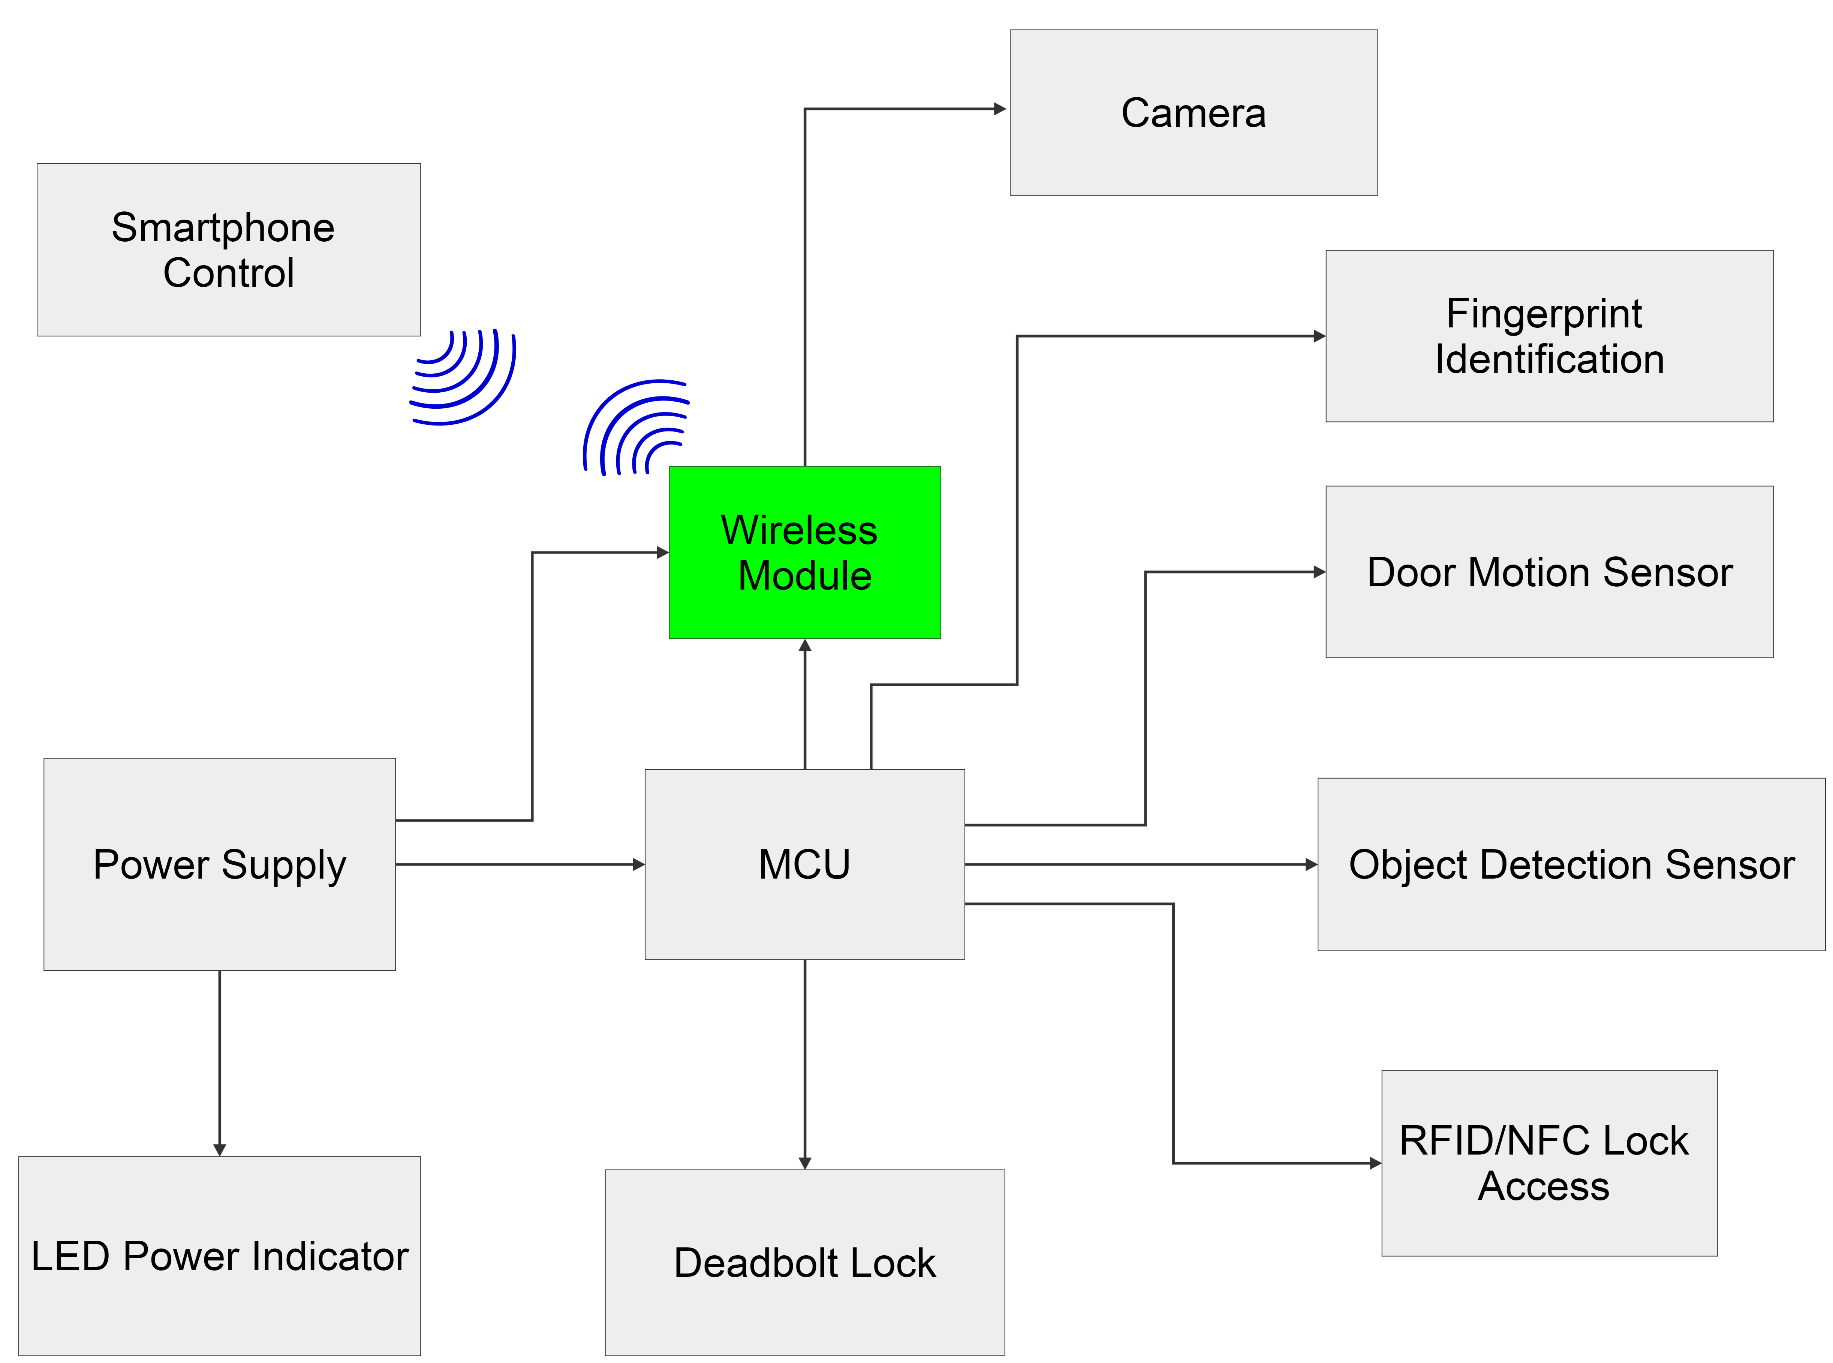 Camera
Smartphone
Control
Fingerprint
Identification
Wireless
Module
Door Motion Sensor
Power Supply
MCU
Object Detection Sensor
RFID/NFC Lock
Access
LED Power Indicator
Deadbolt Lock